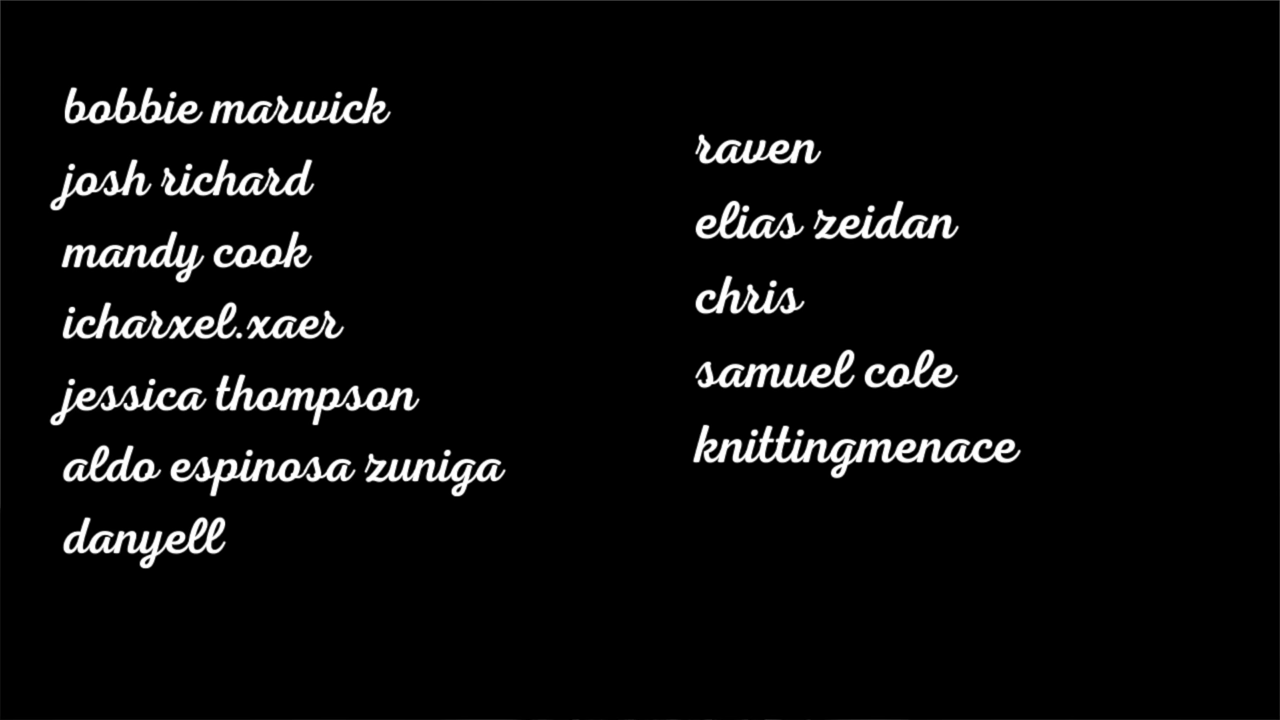 bobbie marwick
josh richard
mandy cook
icharxel.xaer
jessica thompson
aldo espinosa zuniga
danyell
raven
elias zeidan
chris
samuel cole
knittingmenace